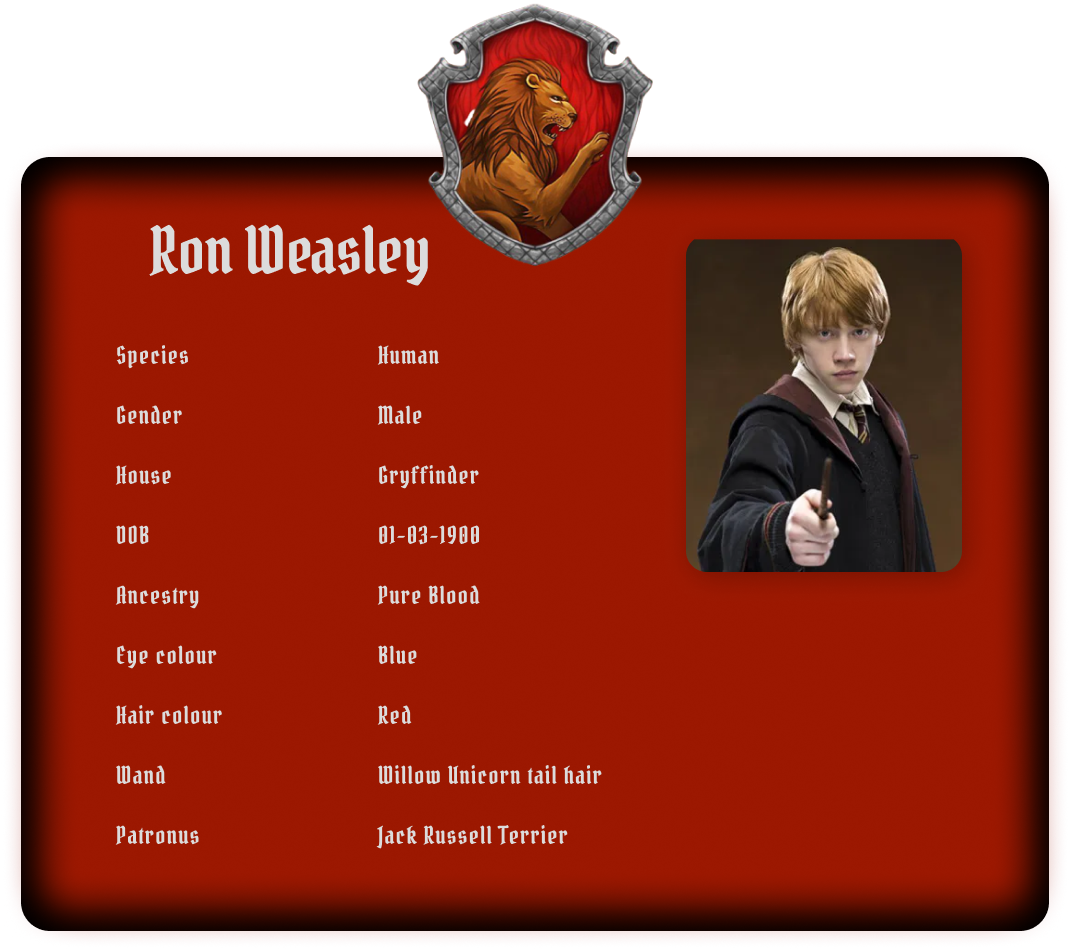 Ron Weasley
Species Human
Gender Male
House Gryffinder
DOB 01-03-1900
Ancestry Pure Blood
Eye colour Blue
Hair colour Red
Wand Willow Unicorn tail hair
Patronus Jack Russell Terrier